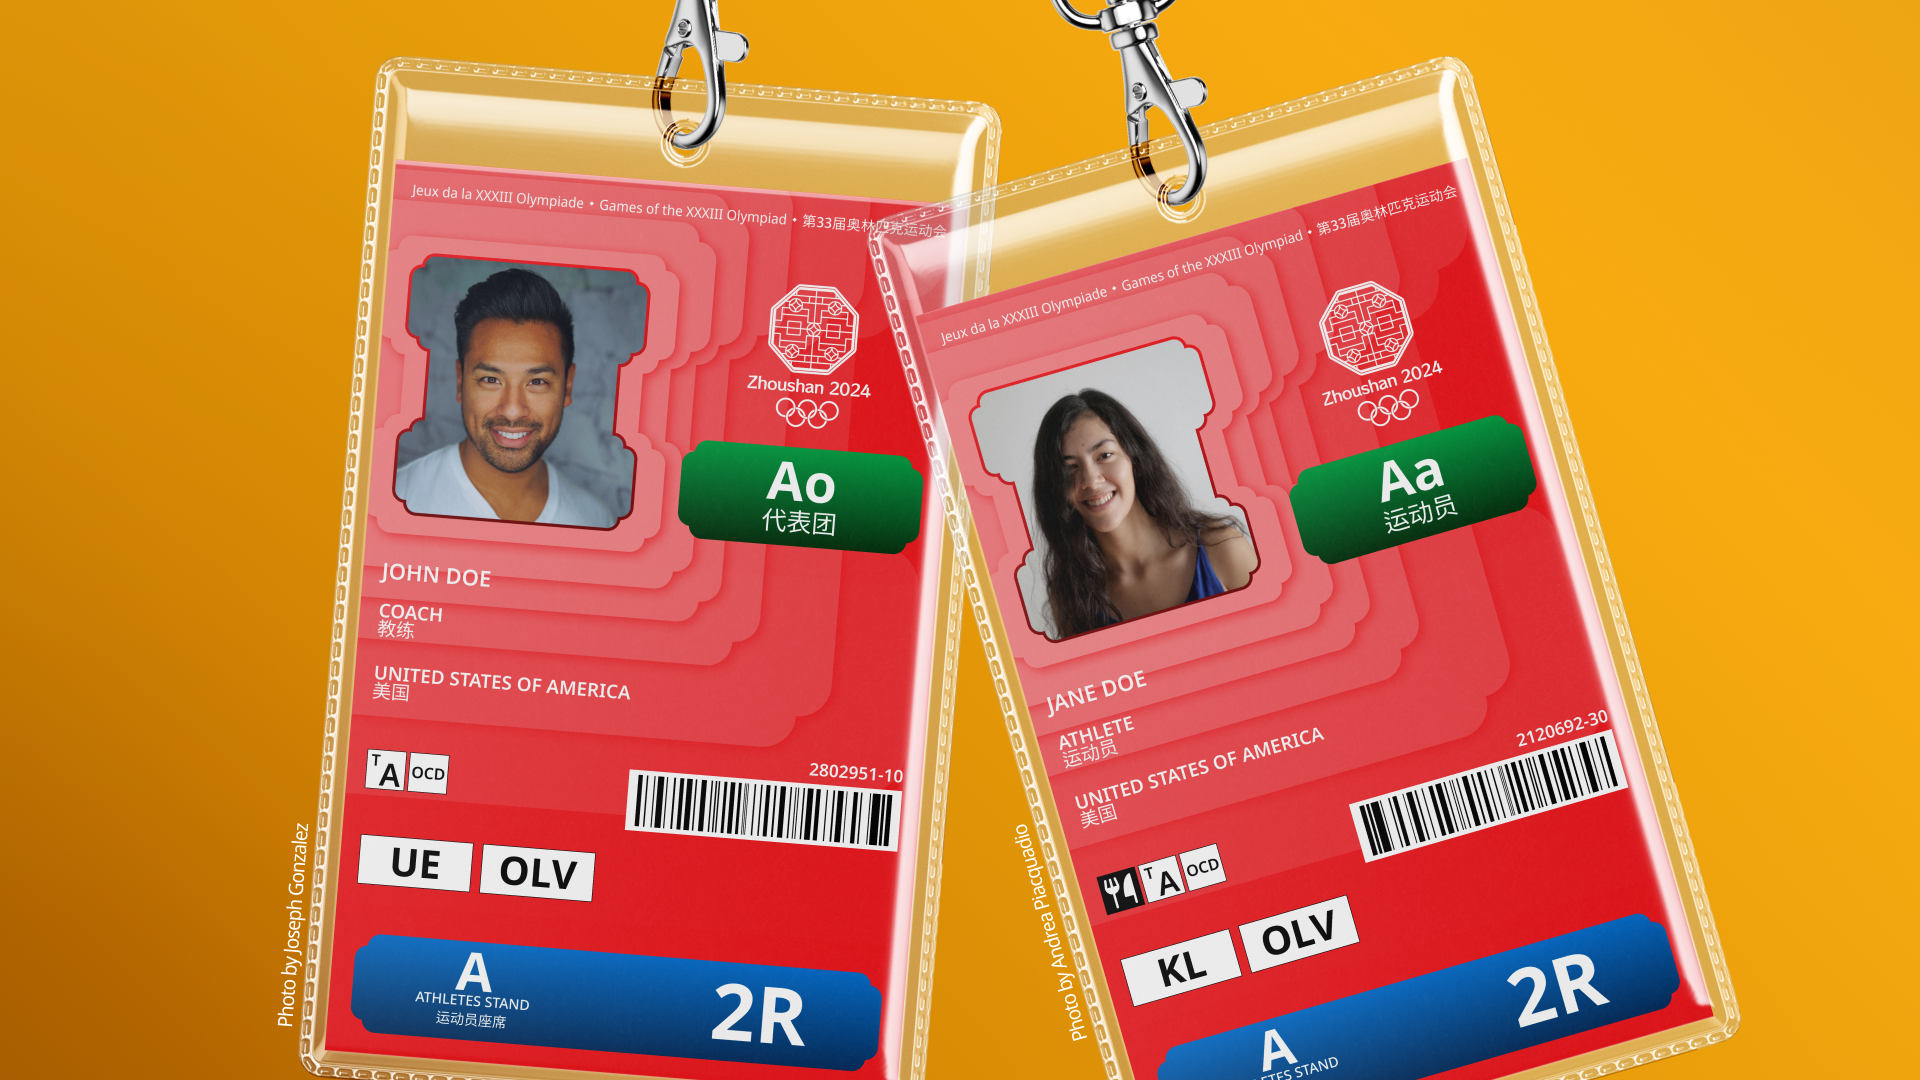 Jeux da la XXXIII Olympiade • Games of the XXXIII Olympiad • 第33届奥林匹克运动会
Zhoushan 2024
Ao
代表团
JOHN DOE
COACH
教练
UNITED STATES OF AMERICA
美国
T
A
OCD
2802951-10
UE
OLV
A
ATHLETES STAND
运动员座席
2R
Photo by Joseph Gonzalez
Jeux da la XXXIII Olympiade • Games of the XXXIII Olympiad • 第33届奥林匹克运动会
Zhoushan 2024
Aa
运动员
JANE DOE
ATHLETE
运动员
UNITED STATES OF AMERICA
美国
2120692-30
T
A
OCD
KL
OLV
A
ETES STAND
2R
Photo by Andrea Piacquadio